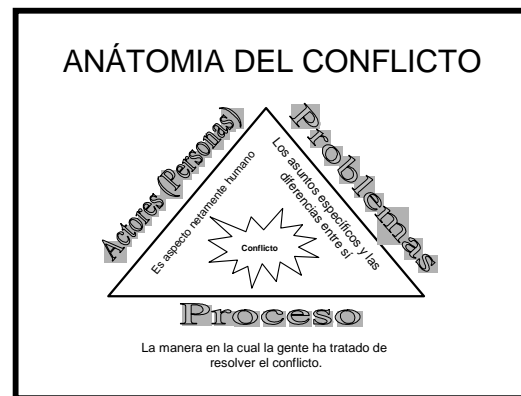 ANÁTOMIA DEL CONFLICTO
Actores (Personas)
Es aspecto netamente humano
Problemas
Los asuntos específicos y las
diferencias entre sí
Conflicto
Proceso
La manera en la cual la gente ha tratado de
resolver el conflicto.